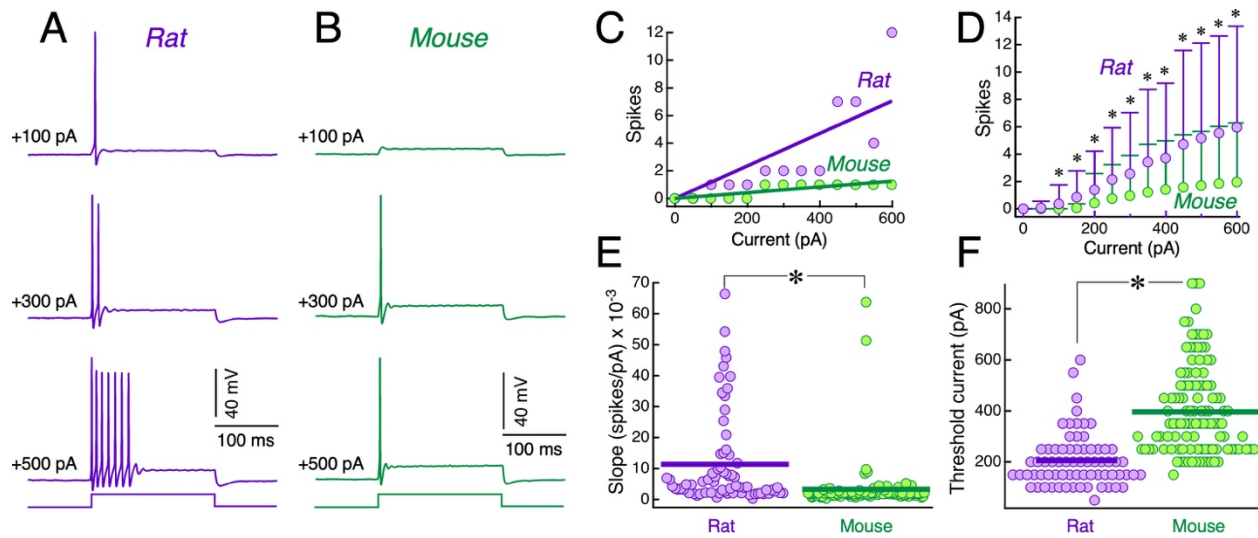 A
Rat
+100 pA
+300 pA
+500 pA
40 mV
100 ms
B
Mouse
+100 pA
+300 pA
+500 pA
40 mV
100 ms
C
Spikes
12
10
8
6
4
2
0
Rat
Mouse
0
200
400
600
Current (pA)
D
Spikes
14
12
10
8
6
4
2
0
Rat
Mouse
* * * * * * * * * * *
0
200
400
600
Current (pA)
E
Slope (spikes/pA) x 10-3
70
60
50
40
30
20
10
0
*
Rat
Mouse
F
Threshold current (pA)
800
600
400
200
*
Rat
Mouse